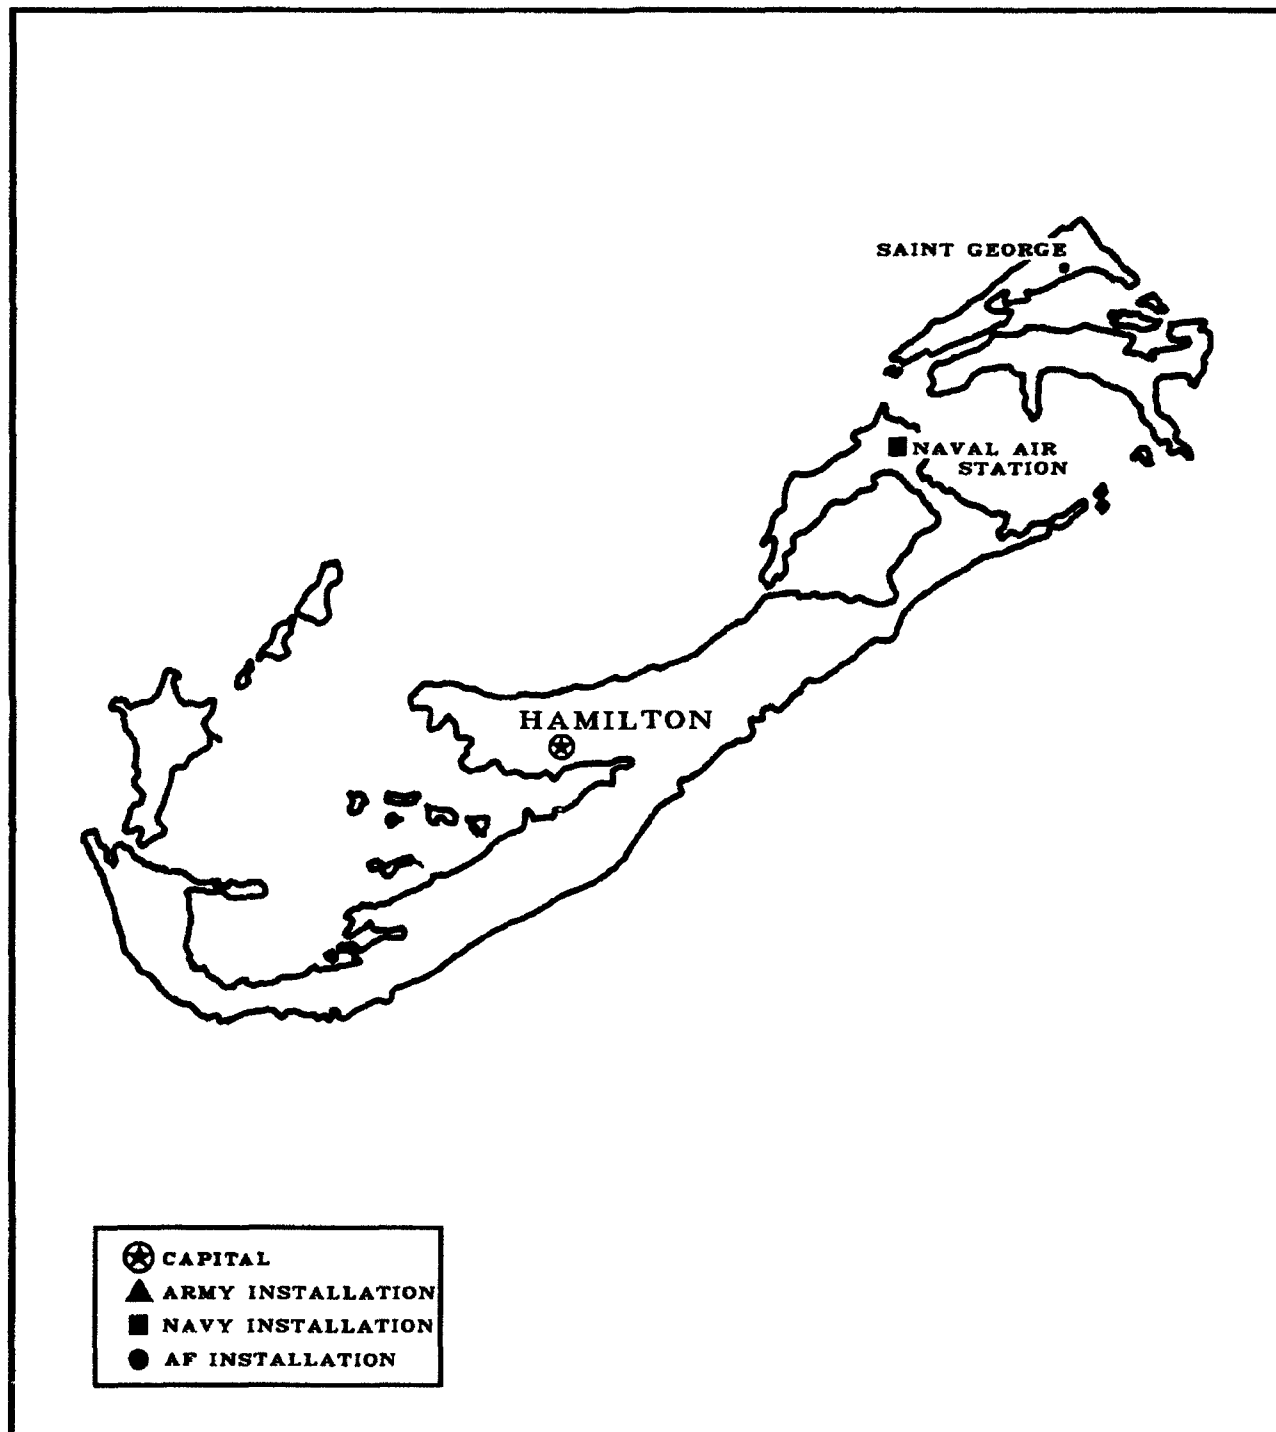 SAINT GEORGE
NAVAL AIR
STATION
HAMILTON
CAPITAL
ARMY INSTALLATION
NAVY INSTALLATION
AF INSTALLATION